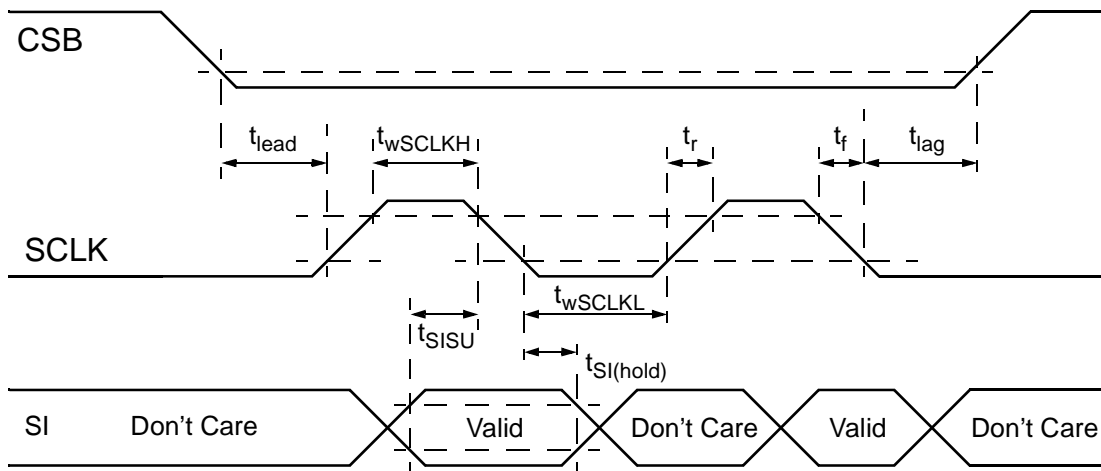 CSB
tlead
twSCLKH
tr
tf
tlag
SCLK
twSCLKL
tSISU
tSI(hold)
SI Don't Care Valid Don't Care Valid Don't Care